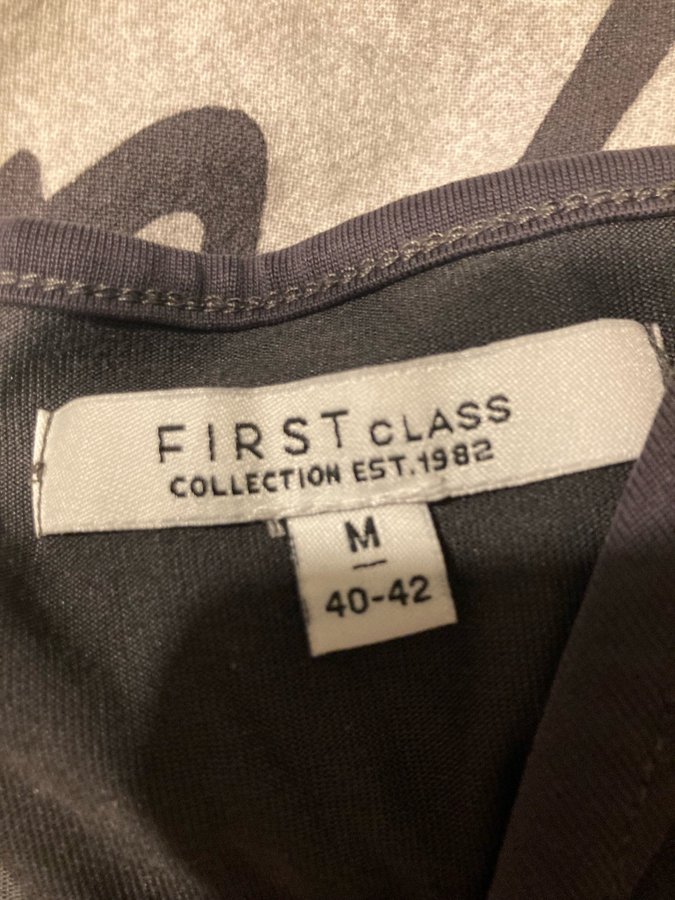 FIRST CLASS
COLLECTION EST.1982
M
40-42